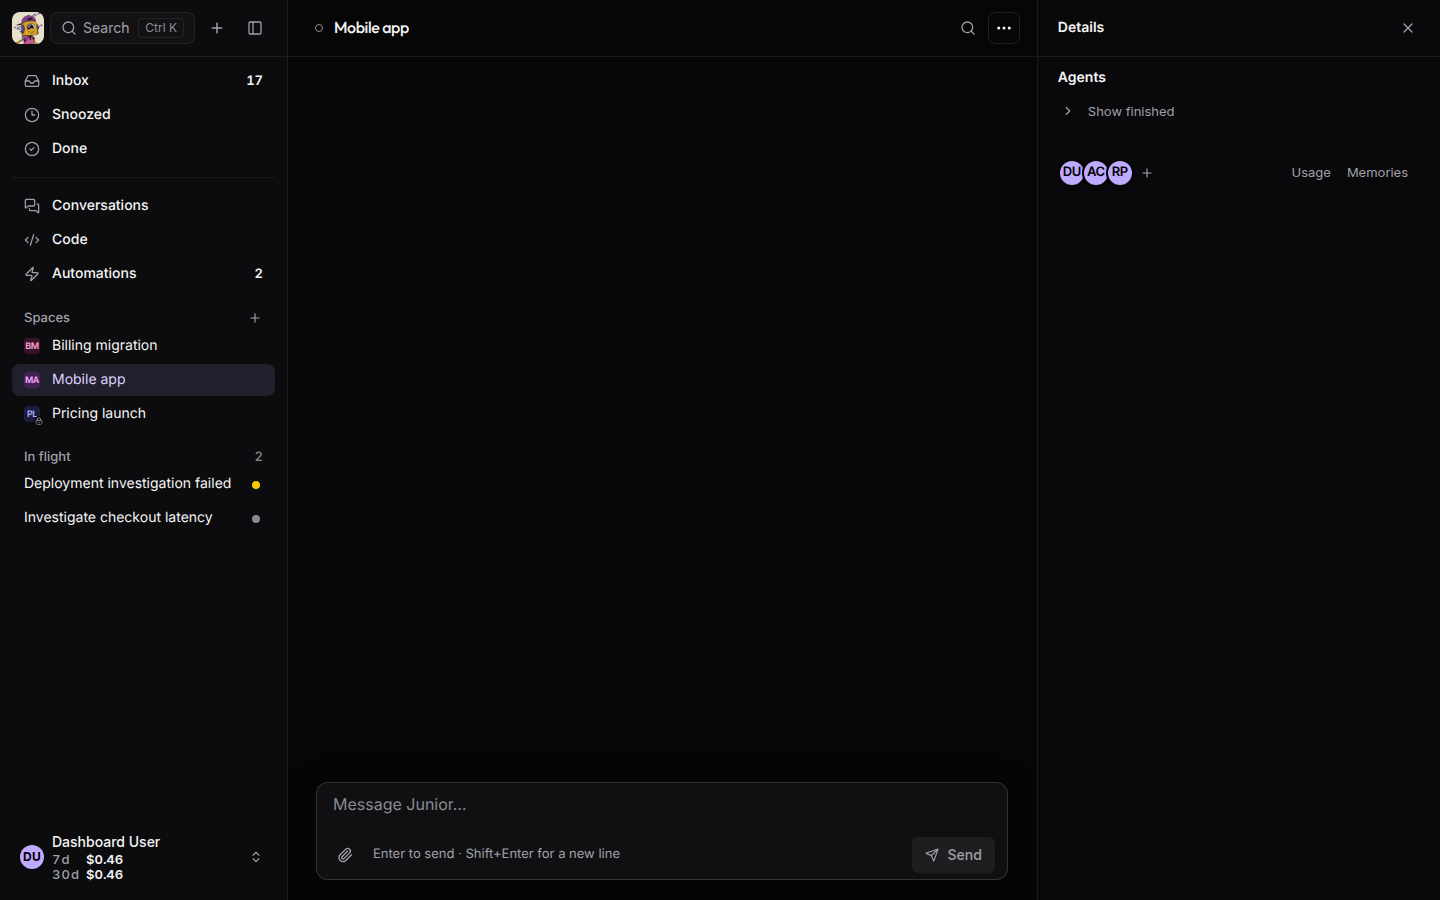 Search Ctrl K
Inbox 17
Snoozed
Done
Conversations
Code
Automations 2
Spaces
BM Billing migration
MA Mobile app
PL Pricing launch
In flight 2
Deployment investigation failed
Investigate checkout latency
DU Dashboard User
7d $0.46
30d $0.46
Mobile app
Message Junior...
Enter to send · Shift+Enter for a new line
Send
Details
Agents
Show finished
DU AC RP
Usage Memories